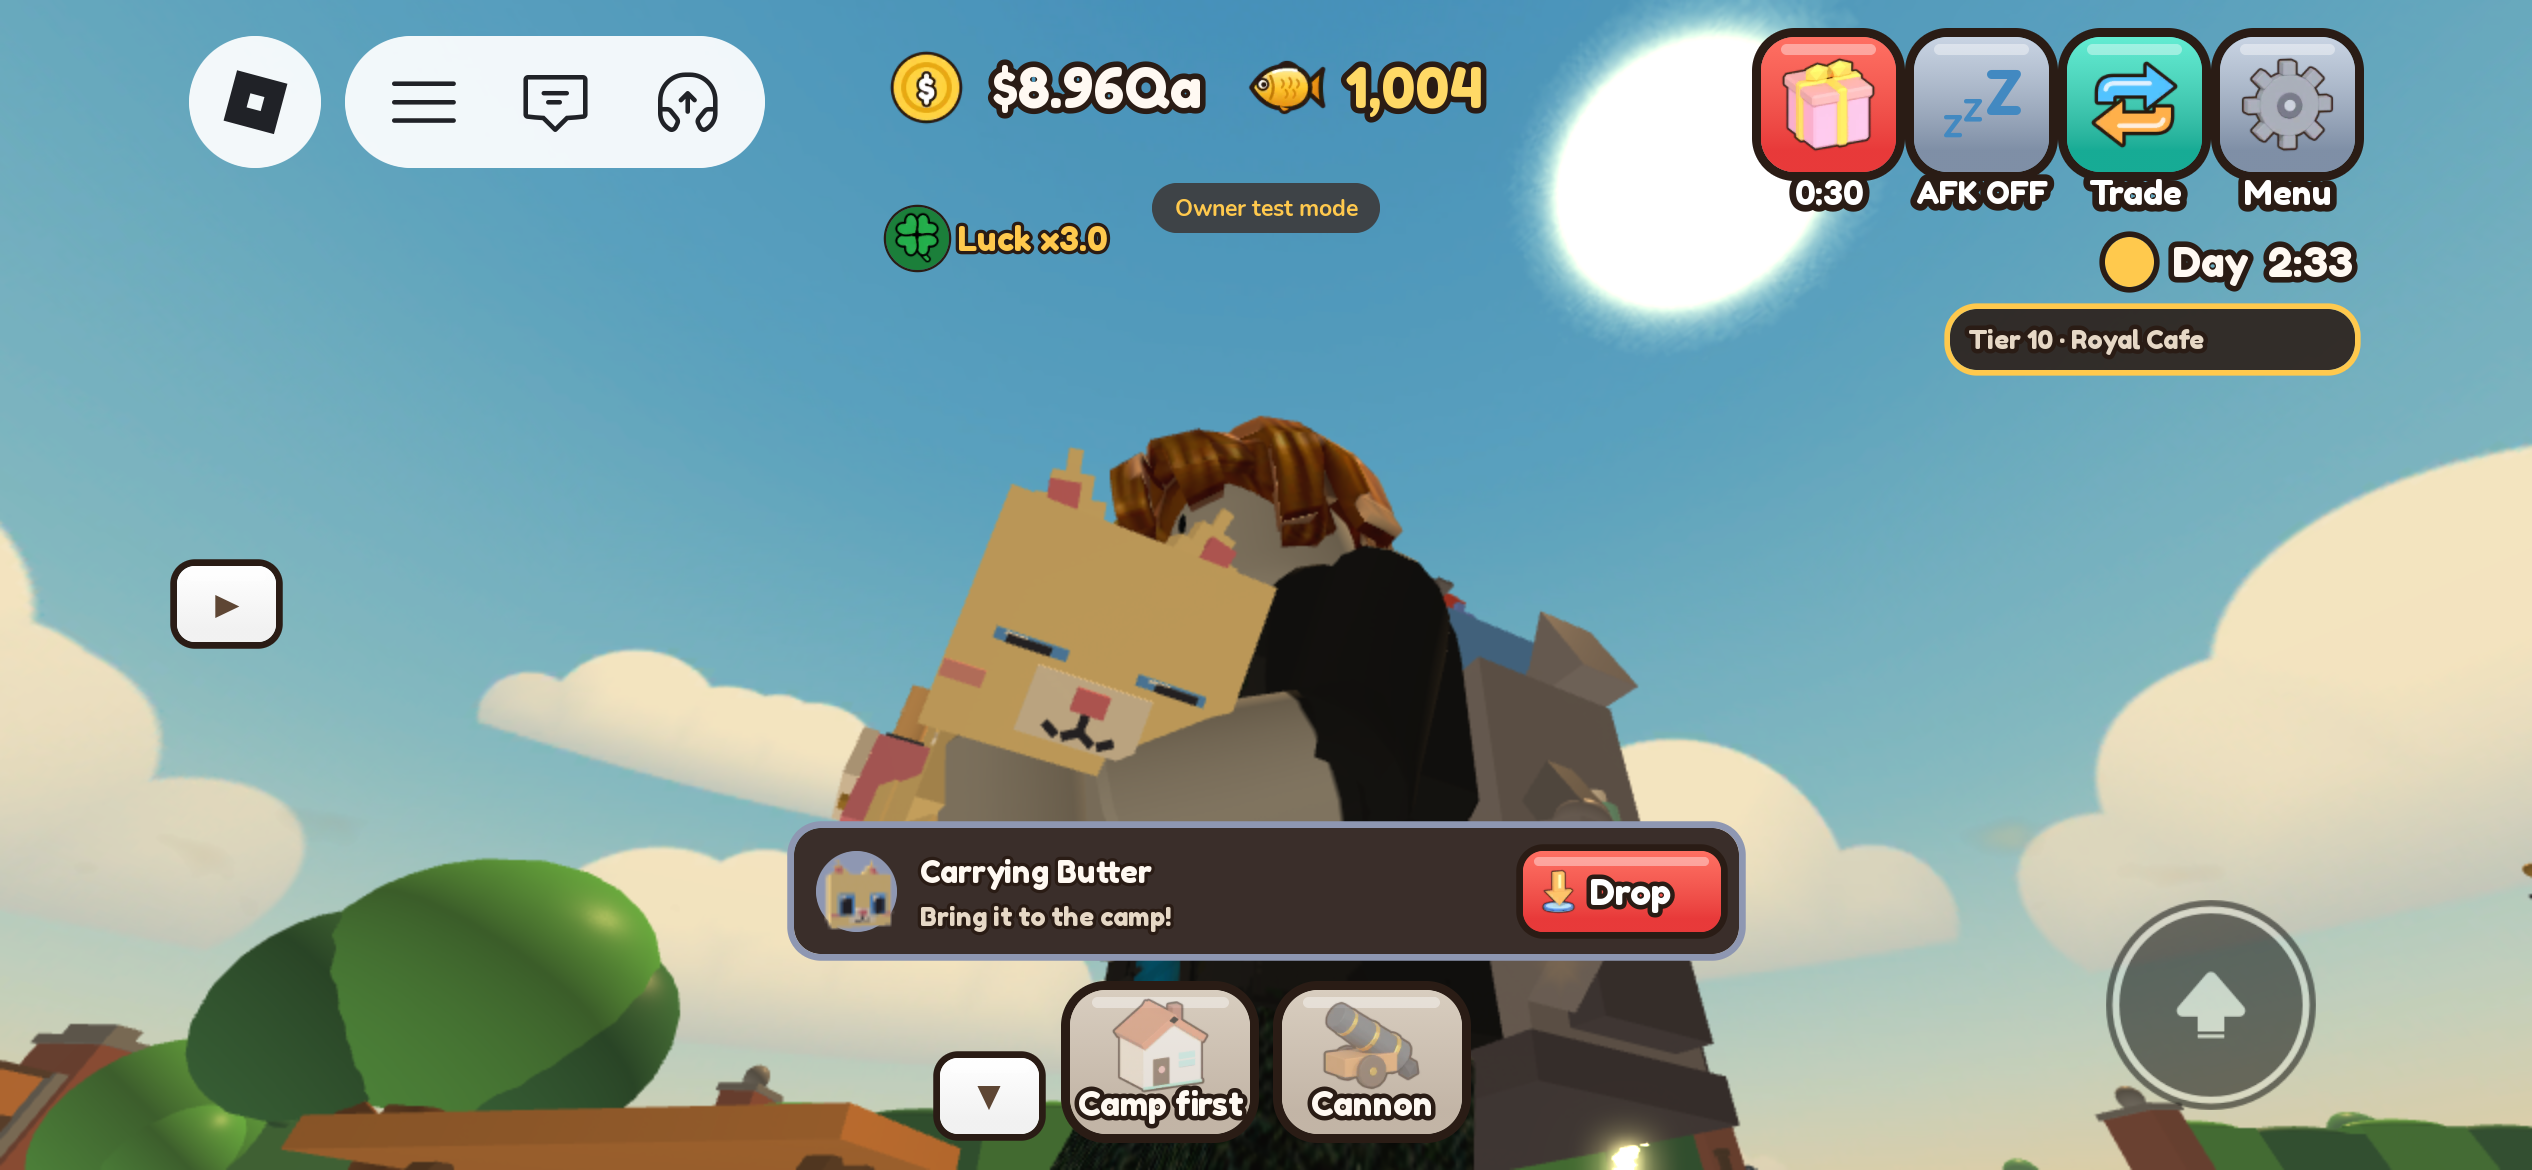 $8.96Qa
1,004
Luck x3.0
Owner test mode
0:30
AFK OFF
Trade
Menu
Day 2:33
Tier 10 · Royal Cafe
Carrying Butter
Bring it to the camp!
Drop
Camp first
Cannon